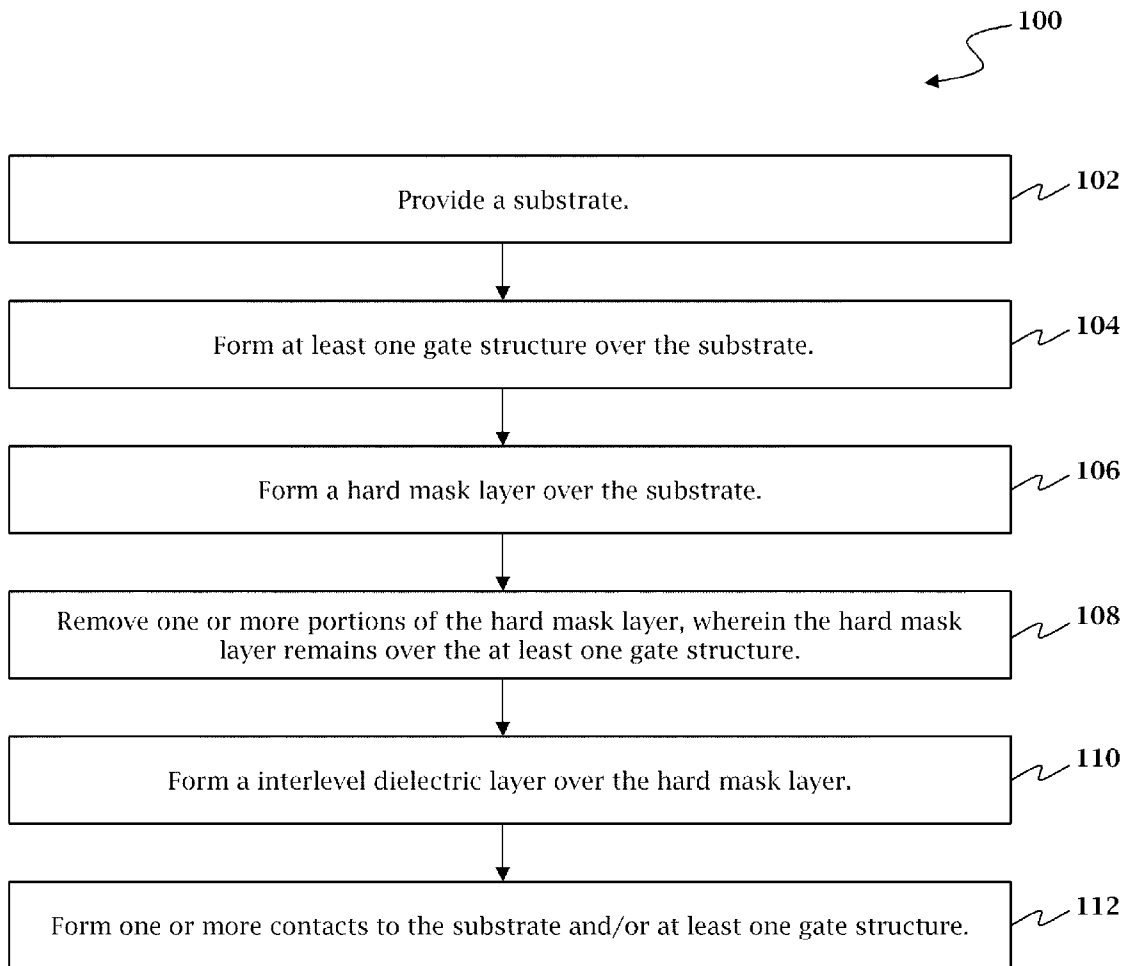 100
Provide a substrate.
102
Form at least one gate structure over the substrate.
104
Form a hard mask layer over the substrate.
106
Remove one or more portions of the hard mask layer, wherein the hard mask
layer remains over the at least one gate structure.
108
Form a interlevel dielectric layer over the hard mask layer.
110
Form one or more contacts to the substrate and/or at least one gate structure.
112